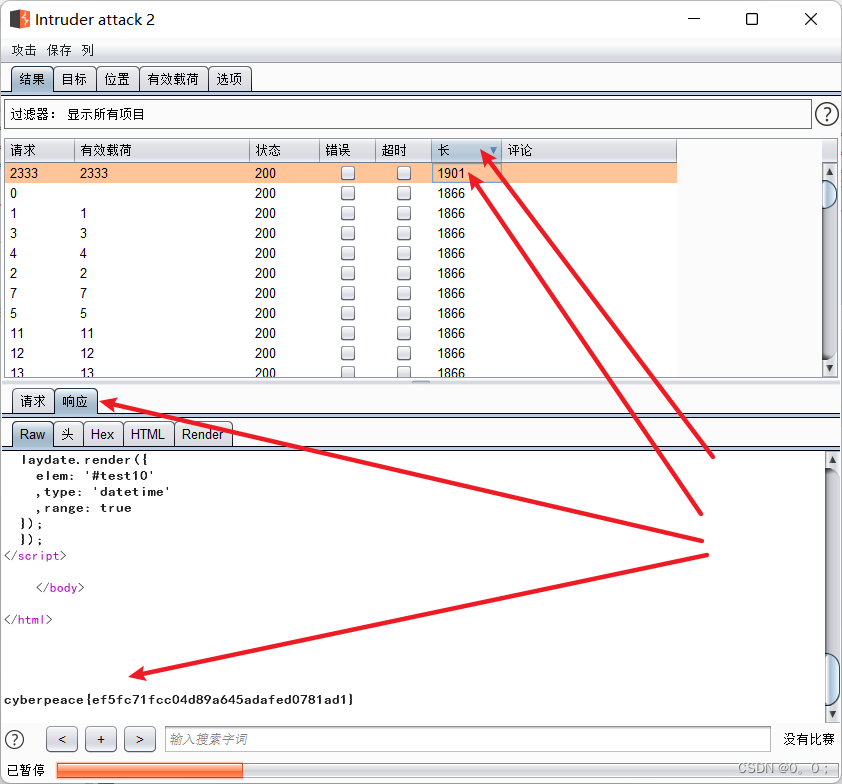 Intruder attack 2
攻击 保存 列
结果 目标 位置 有效载荷 选项
过滤器： 显示所有项目 ?
请求 有效载荷 状态 错误 超时 长 评论
2333 2333 200 1901
0 200 1866
1 1 200 1866
3 3 200 1866
4 4 200 1866
2 2 200 1866
7 7 200 1866
5 5 200 1866
11 11 200 1866
12 12 200 1866
13 13 200 1866
请求 响应
Raw 头 Hex HTML Render
laydate.render({
elem: '#test10'
,type: 'datetime'
,range: true
});
});
</script>
</body>
</html>
cyberpeace{ef5fc71fcc04d89a645adafed0781ad1}
? < + > 输入搜索字词 没有比赛
已暂停
CSDN @0。0；